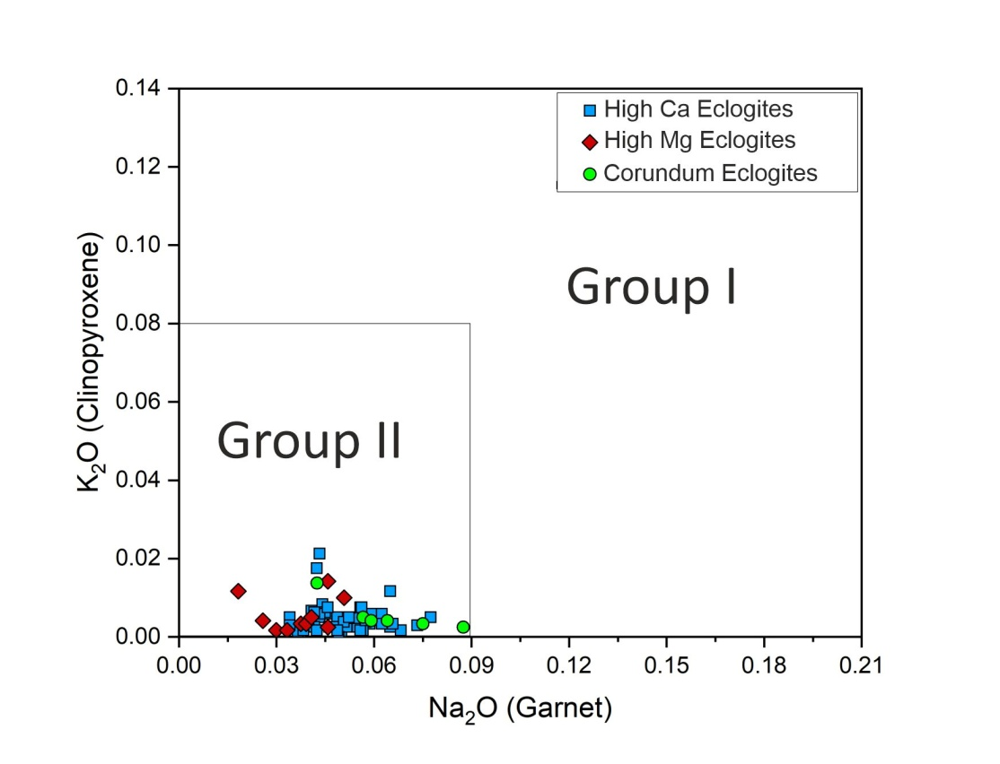 0.14
High Ca Eclogites
High Mg Eclogites
0.12
Corundum Eclogites
0.10
Group I
0.08
0.06
Group II
0.04
0.02
0.00
K₂O (Clinopyroxene)
0.00 0.03 0.06 0.09 0.12 0.15 0.18 0.21
Na₂O (Garnet)